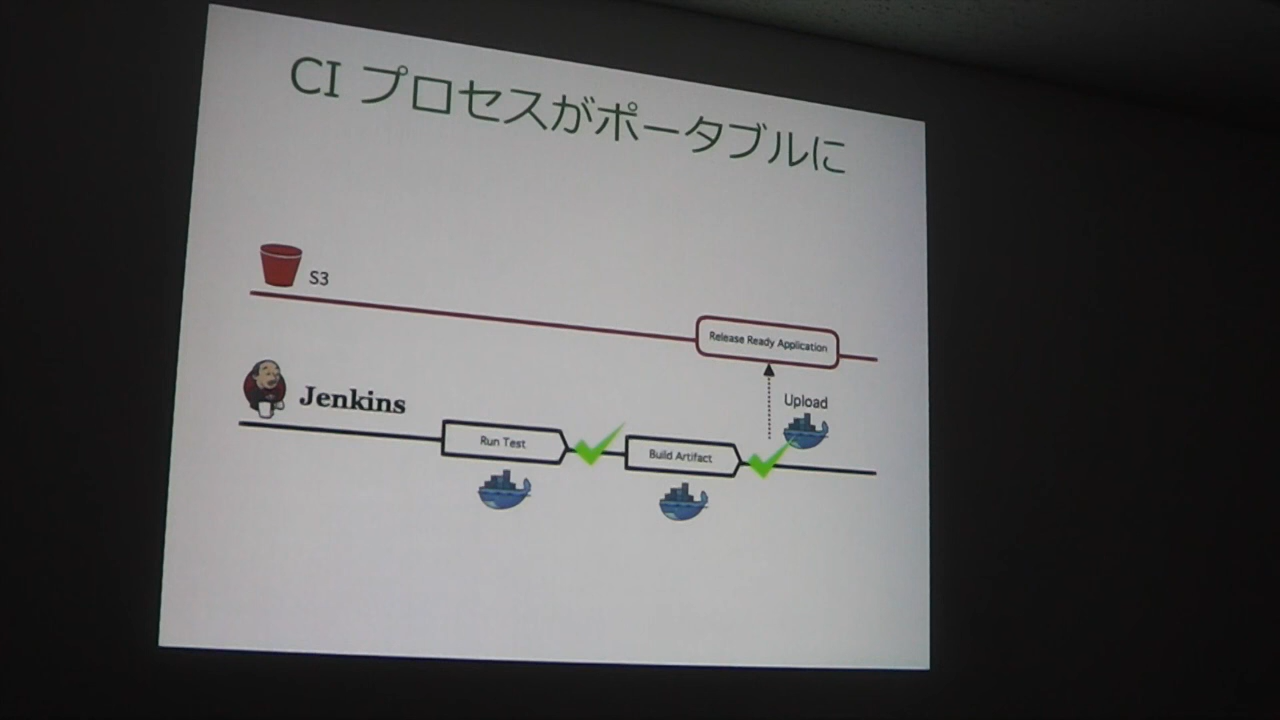 CI プロセスがポータブルに
S3
Release Ready Application
Jenkins
Upload
Run Test
Build Artifact